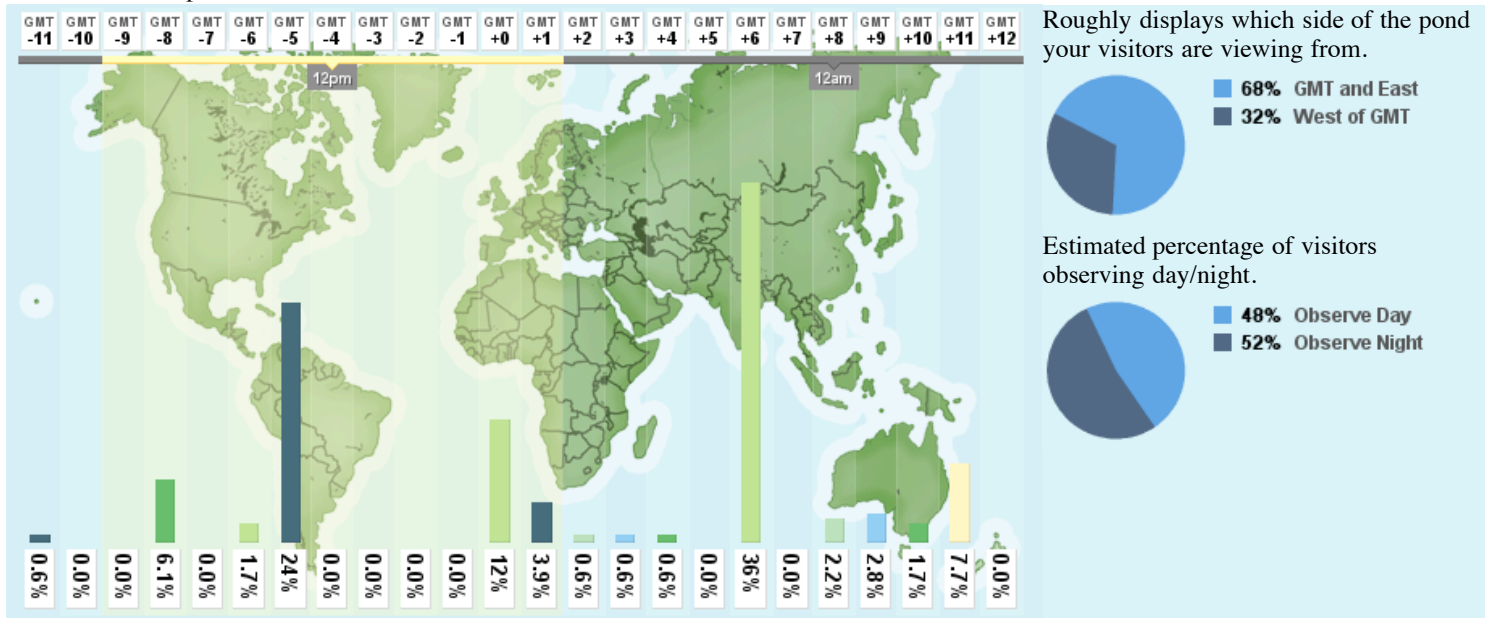 GMT GMT GMT GMT GMT GMT GMT GMT GMT GMT GMT GMT GMT GMT GMT GMT GMT GMT GMT GMT GMT GMT GMT GMT
-11 -10 -9 -8 -7 -6 -5 -4 -3 -2 -1 +0 +1 +2 +3 +4 +5 +6 +7 +8 +9 +10 +11 +12
12pm 12am
0.6% 0.0% 0.0% 6.1% 0.0% 1.7% 24% 0.0% 0.0% 0.0% 0.0% 12% 3.9% 0.6% 0.6% 0.6% 0.0% 36% 0.0% 2.2% 2.8% 1.7% 7.7% 0.0%
Roughly displays which side of the pond
your visitors are viewing from.
68% GMT and East
32% West of GMT
Estimated percentage of visitors
observing day/night.
48% Observe Day
52% Observe Night